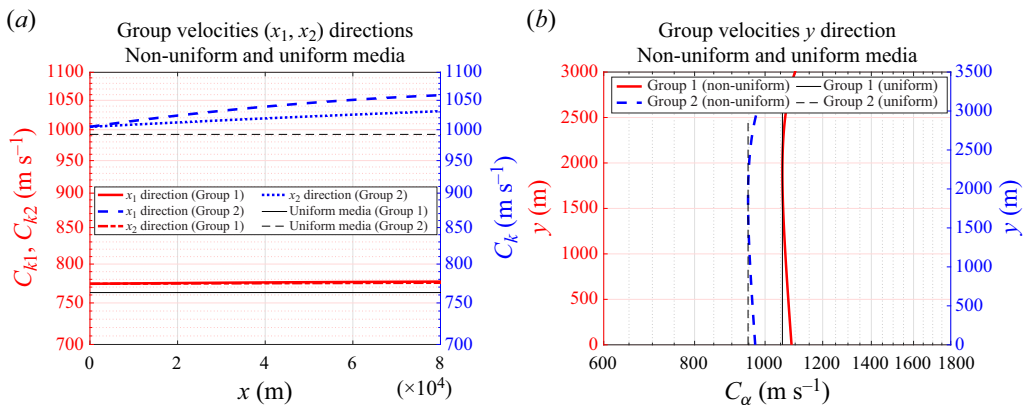 (a)
Group velocities (x1, x2) directions
Non-uniform and uniform media
1100
1050
1000
950
900
850
800
750
700
Ck1, Ck2
(m s−1)
x1 direction (Group 1)
x1 direction (Group 2)
x2 direction (Group 1)
x2 direction (Group 2)
Uniform media (Group 1)
Uniform media (Group 2)
1100
1050
1000
950
900
850
800
750
700
Ck (m s−1)
0 2 4 6 8
x (m)
(×10^4)
(b)
Group velocities y direction
Non-uniform and uniform media
3000
2500
2000
1500
1000
500
0
y (m)
Group 1 (non-uniform)
Group 2 (non-uniform)
Group 1 (uniform)
Group 2 (uniform)
3500
3000
2500
2000
1500
1000
500
0
y (m)
600 800 1000 1200 1400 1600 1800
Cα (m s−1)